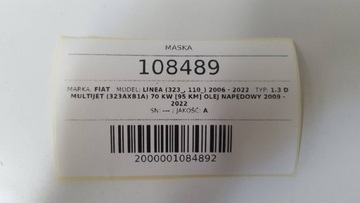 MASKA
108489
MARKA: FIAT MODEL: LINEA (323_, 110_) 2006 - 2022 TYP: 1.3 D
MULTIJET (323AXB1A) 70 KW [95 KM] OLEJ NAPĘDOWY 2009 -
2022
SN: --- ; JAKOŚĆ: A
2000001084892